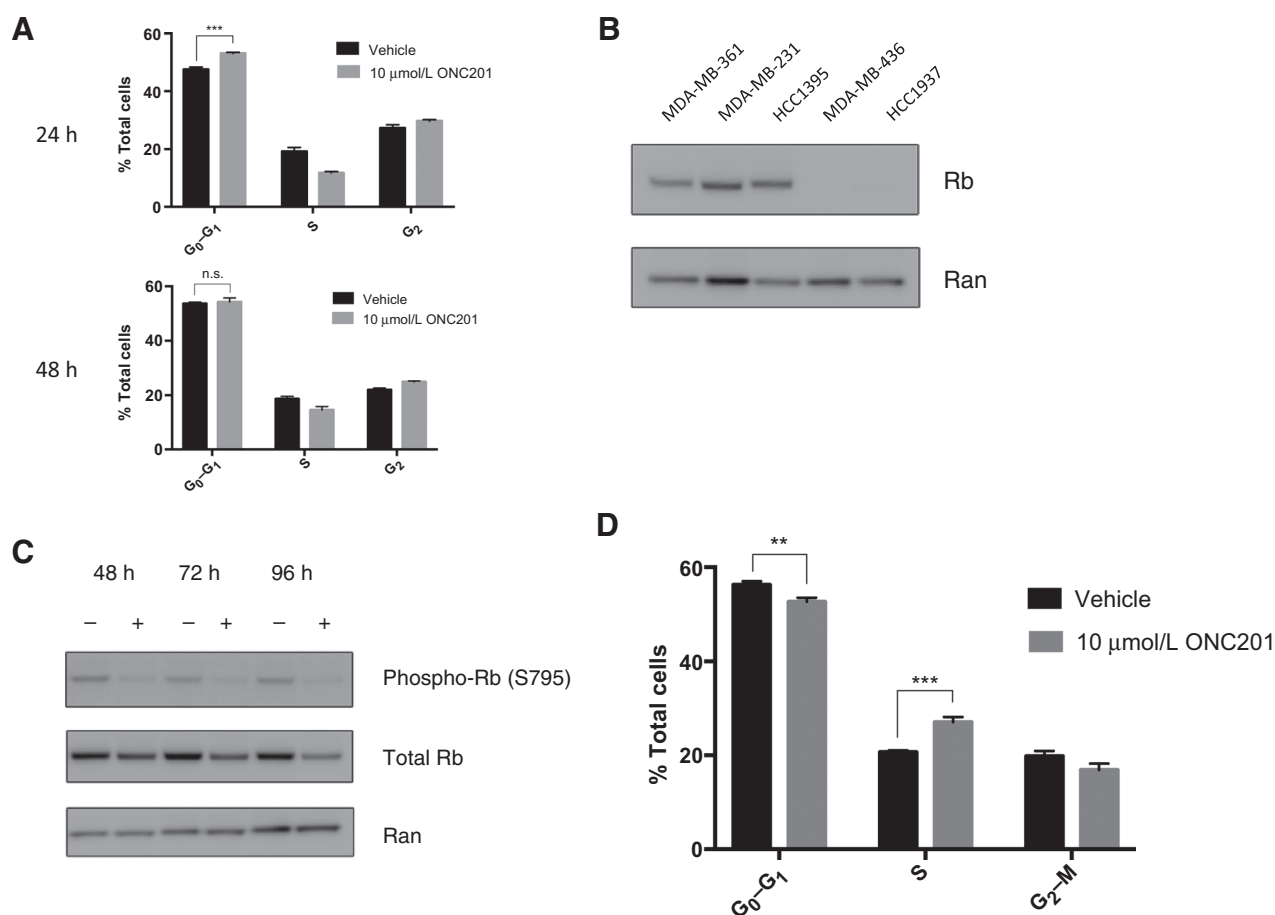 A
24 h
% Total cells
60
40
20
0
***
Vehicle
10 μmol/L ONC201
G0–G1
S
G2
48 h
% Total cells
60
40
20
0
n.s.
Vehicle
10 μmol/L ONC201
G0–G1
S
G2
B
MDA-MB-361
MDA-MB-231
HCC1395
MDA-MB-436
HCC1937
Rb
Ran
C
48 h 72 h 96 h
– + – + – +
Phospho-Rb (S795)
Total Rb
Ran
D
% Total cells
60
40
20
0
**
***
Vehicle
10 μmol/L ONC201
G0–G1
S
G2–M